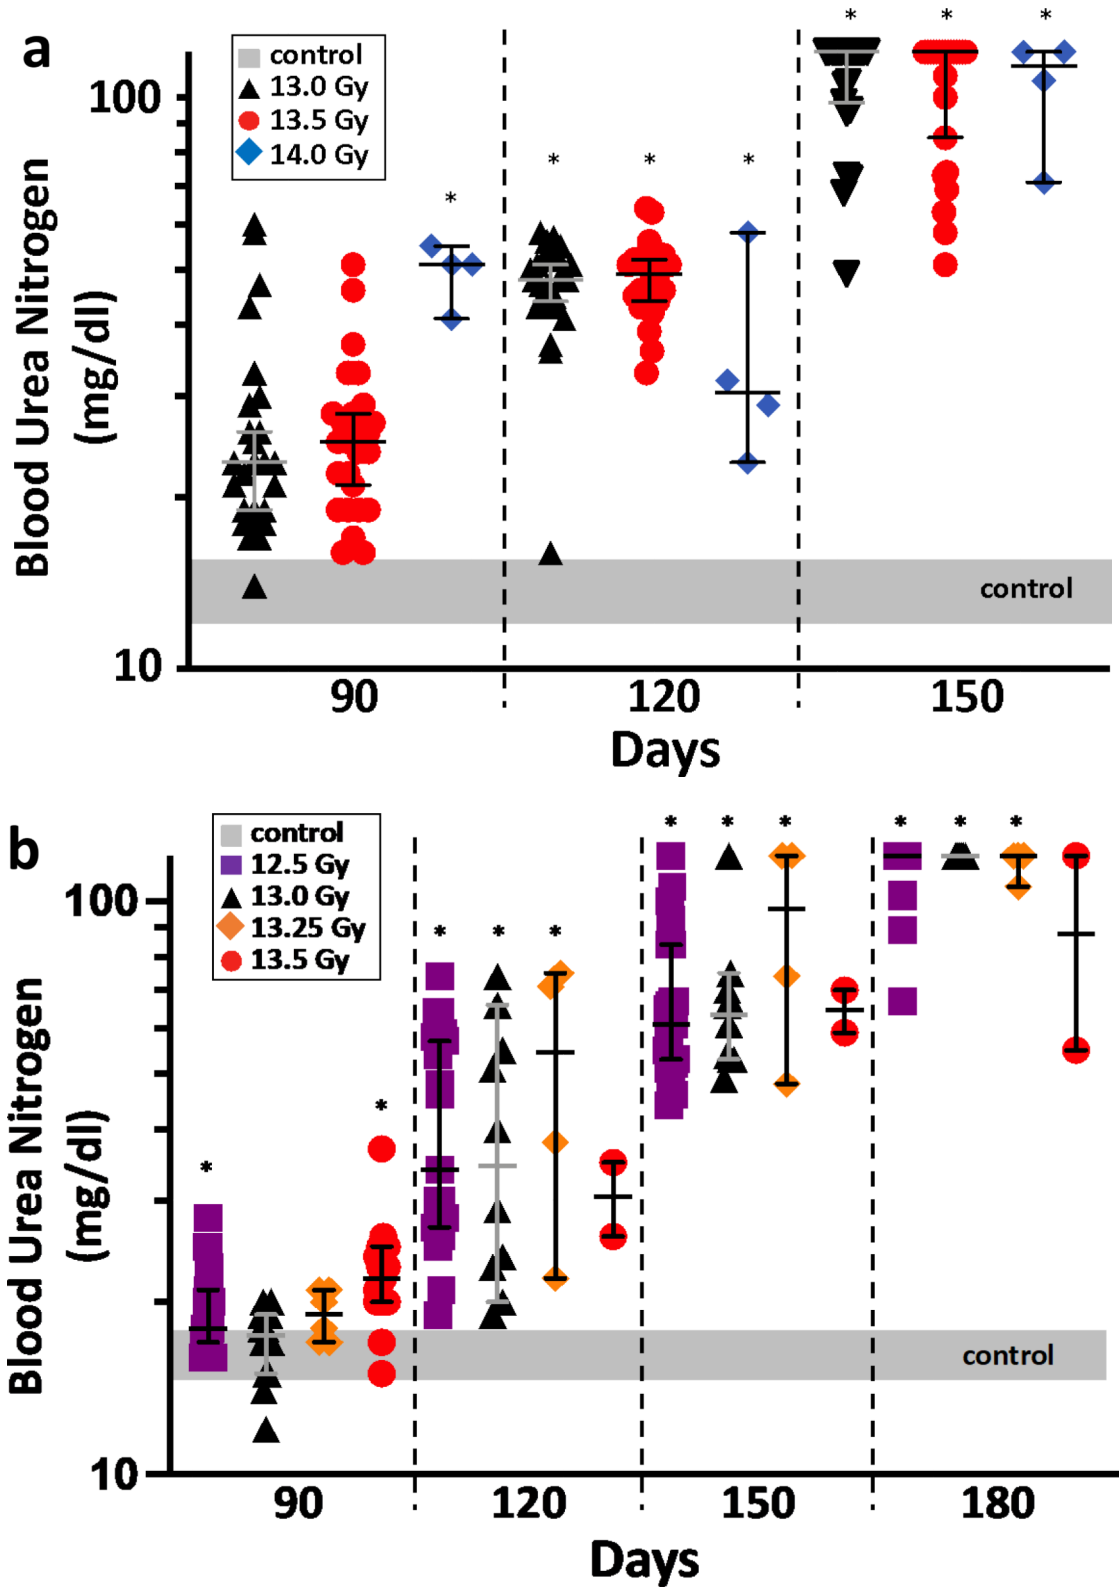 a
control
13.0 Gy
13.5 Gy
14.0 Gy
* * *
*
* * *
100
10
Blood Urea Nitrogen
(mg/dl)
control
90 120 150
Days
b
control
12.5 Gy
13.0 Gy
13.25 Gy
13.5 Gy
* * * * * *
* * *
*
*
100
10
Blood Urea Nitrogen
(mg/dl)
control
90 120 150 180
Days